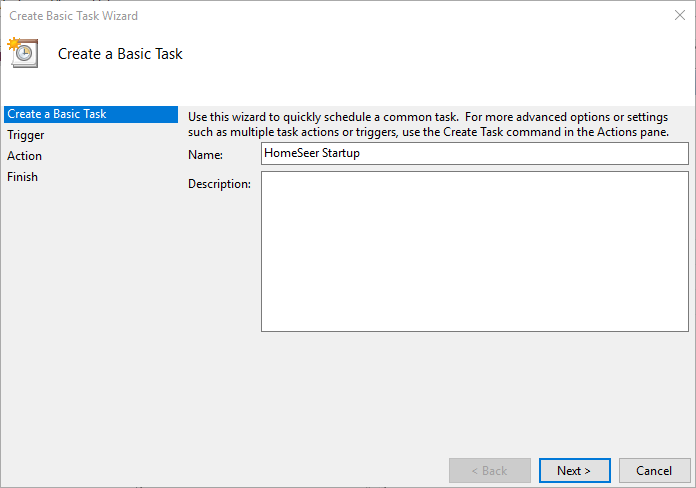 Create Basic Task Wizard
Create a Basic Task
Create a Basic Task
Trigger
Action
Finish
Use this wizard to quickly schedule a common task. For more advanced options or settings
such as multiple task actions or triggers, use the Create Task command in the Actions pane.
Name: HomeSeer Startup
Description:
< Back Next > Cancel